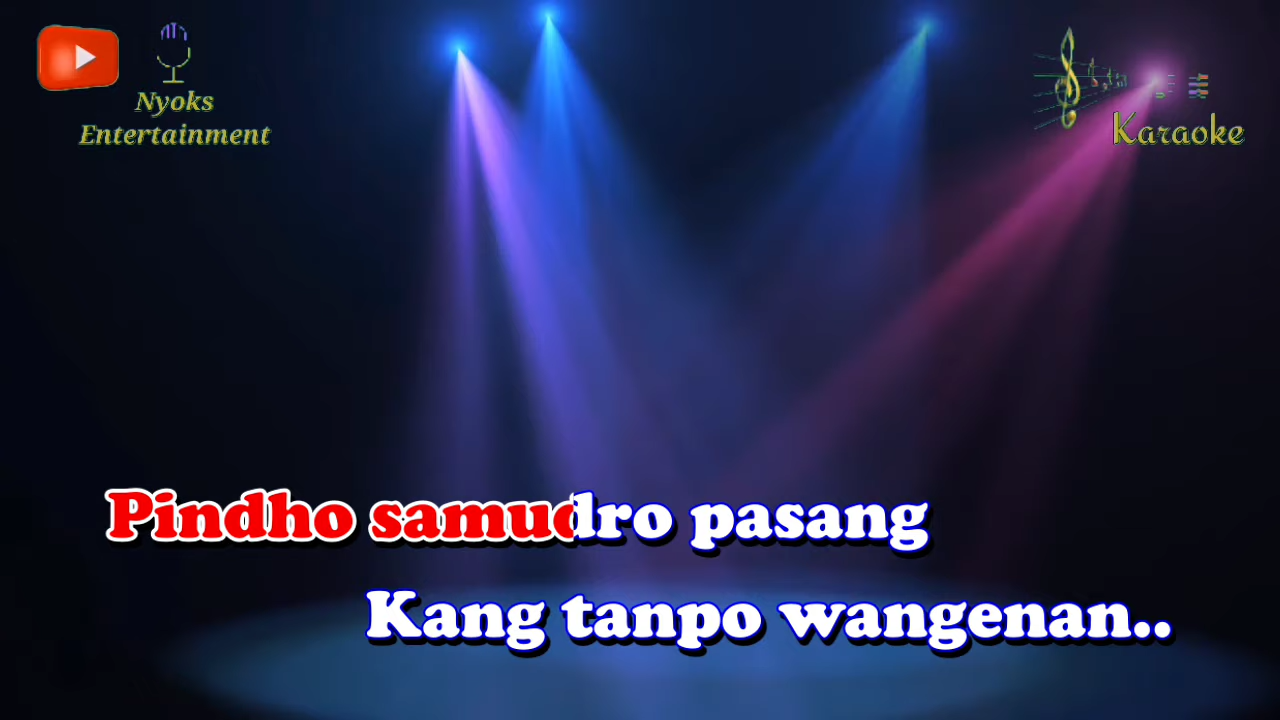 Nyoks
Entertainment
Karaoke
Pindho samudro pasang
Kang tanpo wangenan..